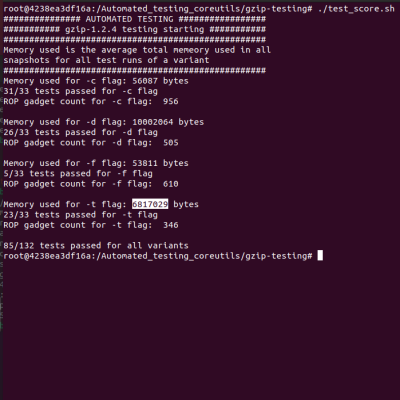 root@4238ea3df16a:/Automated_testing_coreutils/gzip-testing# ./test_score.sh
############### AUTOMATED TESTING #################
########### gzip-1.2.4 testing starting ###########
###################################################
Memory used is the average total memeory used in all
snapshots for all test runs of a variant
###################################################
Memory used for -c flag: 56087 bytes
31/33 tests passed for -c flag
ROP gadget count for -c flag:  956

Memory used for -d flag: 10002064 bytes
26/33 tests passed for -d flag
ROP gadget count for -d flag:  505

Memory used for -f flag: 53811 bytes
5/33 tests passed for -f flag
ROP gadget count for -f flag:  610

Memory used for -t flag: 6817029 bytes
23/33 tests passed for -t flag
ROP gadget count for -t flag:  346

85/132 tests passed for all variants
root@4238ea3df16a:/Automated_testing_coreutils/gzip-testing#